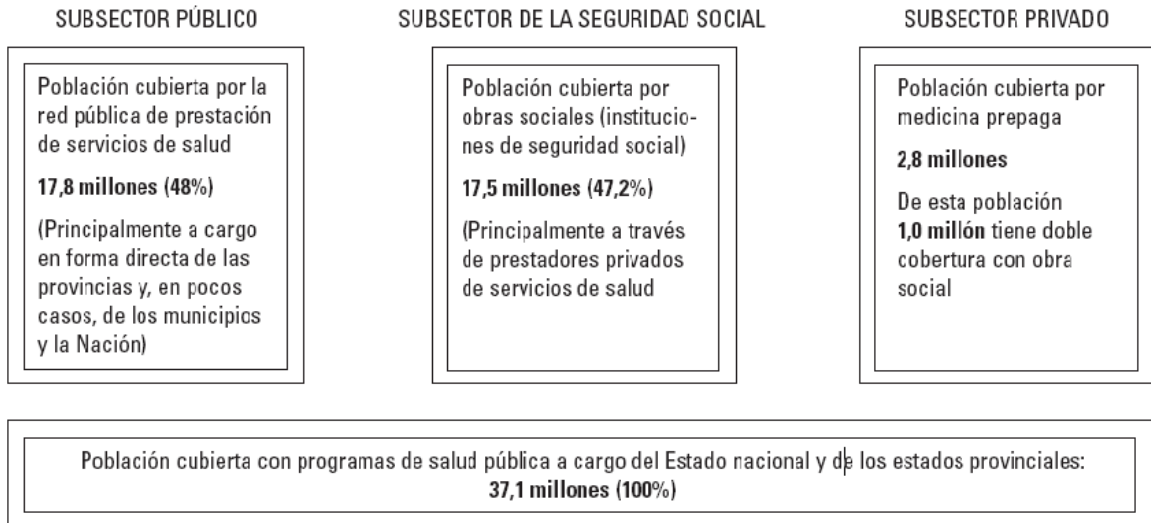 SUBSECTOR PÚBLICO
Población cubierta por la
red pública de prestación
de servicios de salud
17,8 millones (48%)
(Principalmente a cargo
en forma directa de las
provincias y, en pocos
casos, de los municipios
y la Nación)
SUBSECTOR DE LA SEGURIDAD SOCIAL
Población cubierta por
obras sociales (institucio-
nes de seguridad social)
17,5 millones (47,2%)
(Principalmente a través
de prestadores privados
de servicios de salud
SUBSECTOR PRIVADO
Población cubierta por
medicina prepaga
2,8 millones
De esta población
1,0 millón tiene doble
cobertura con obra
social
Población cubierta con programas de salud pública a cargo del Estado nacional y de los estados provinciales:
37,1 millones (100%)